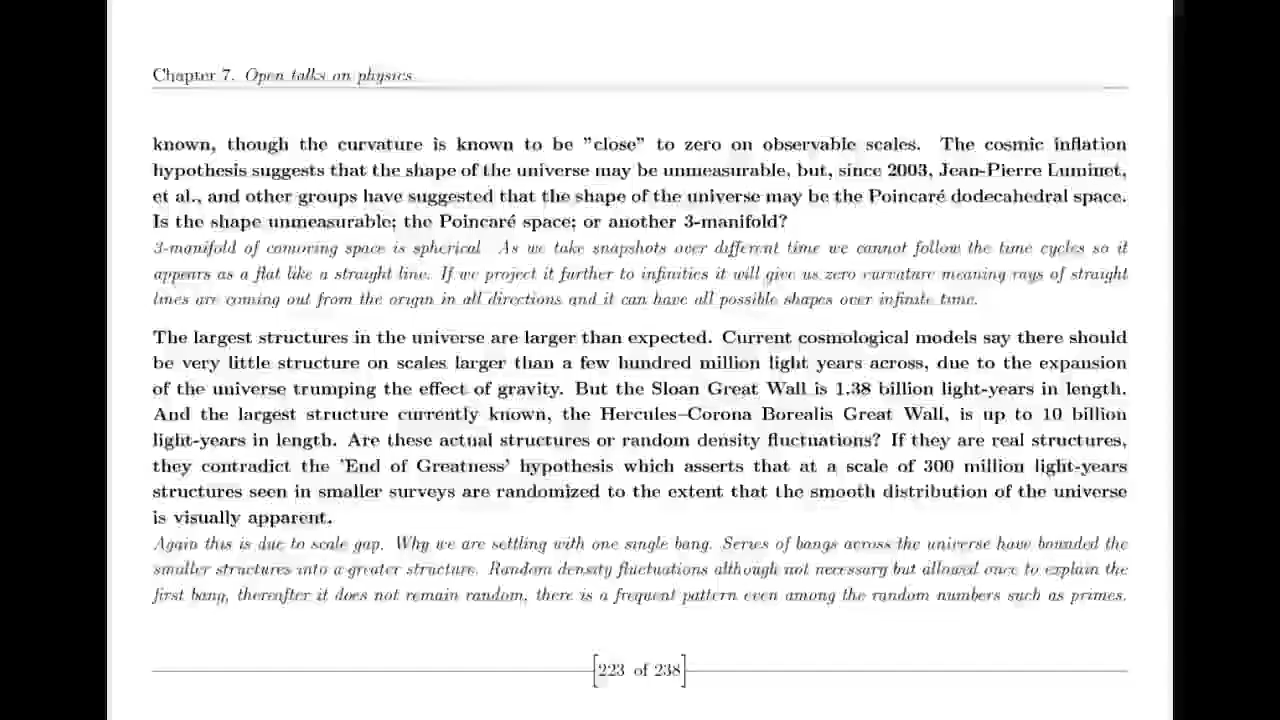 Chapter 7. Open talks on physics
known, though the curvature is known to be "close" to zero on observable scales. The cosmic inflation
hypothesis suggests that the shape of the universe may be unmeasurable, but, since 2003, Jean-Pierre Luminet,
et al., and other groups have suggested that the shape of the universe may be the Poincaré dodecahedral space.
Is the shape unmeasurable; the Poincaré space; or another 3-manifold?
3-manifold of comoving space is spherical. As we take snapshots over different time we cannot follow the time cycles so it
appears as a flat like a straight line. If we project it further to infinities it will give us zero curvature meaning rays of straight
lines are coming out from the origin in all directions and it can have all possible shapes over infinite time.
The largest structures in the universe are larger than expected. Current cosmological models say there should
be very little structure on scales larger than a few hundred million light years across, due to the expansion
of the universe trumping the effect of gravity. But the Sloan Great Wall is 1.38 billion light-years in length.
And the largest structure currently known, the Hercules–Corona Borealis Great Wall, is up to 10 billion
light-years in length. Are these actual structures or random density fluctuations? If they are real structures,
they contradict the 'End of Greatness' hypothesis which asserts that at a scale of 300 million light-years
structures seen in smaller surveys are randomized to the extent that the smooth distribution of the universe
is visually apparent.
Again this is due to scale gap. Why we are settling with one single bang. Series of bangs across the universe have bounded the
smaller structures into a greater structure. Random density fluctuations although not necessary but allowed once to explain the
first bang, thereafter it does not remain random, there is a frequent pattern even among the random numbers such as primes.
223 of 238